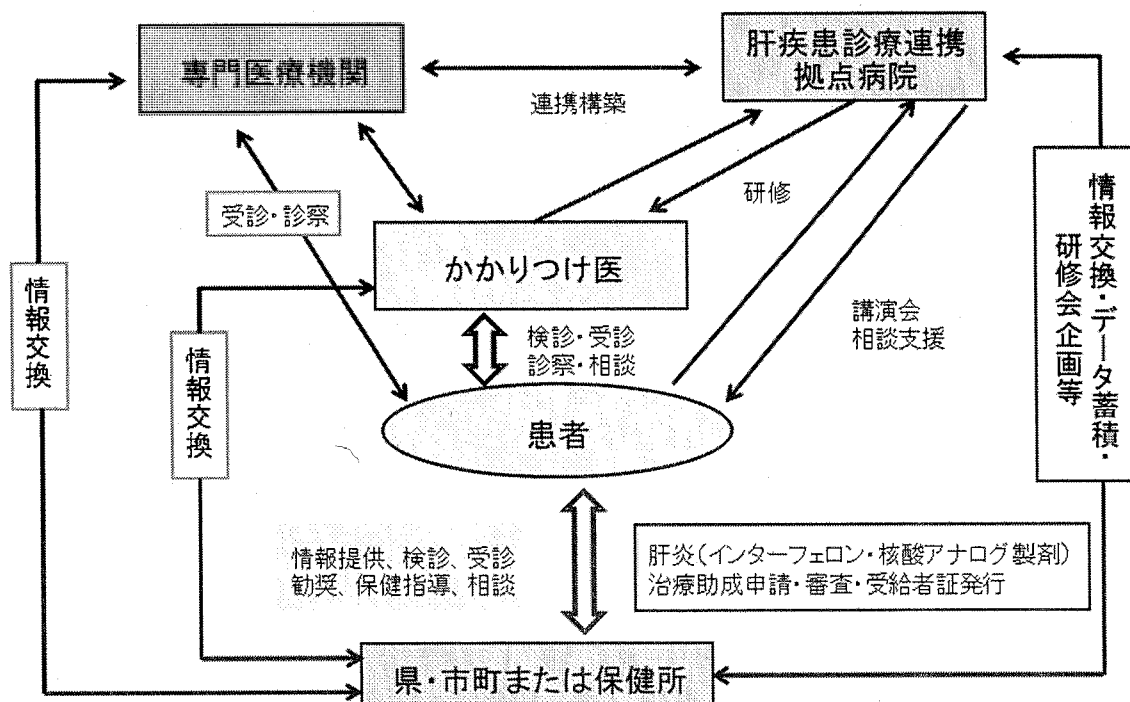 専門医療機関
肝疾患診療連携
拠点病院
連携構築
研修
受診・診察
かかりつけ医
情報交換
情報交換
検診・受診
診察・相談
講演会
相談支援
情報交換・データ蓄積・
研修会企画等
患者
情報提供、検診、受診
勧奨、保健指導、相談
肝炎(インターフェロン・核酸アナログ製剤)
治療助成申請・審査・受給者証発行
県・市町または保健所